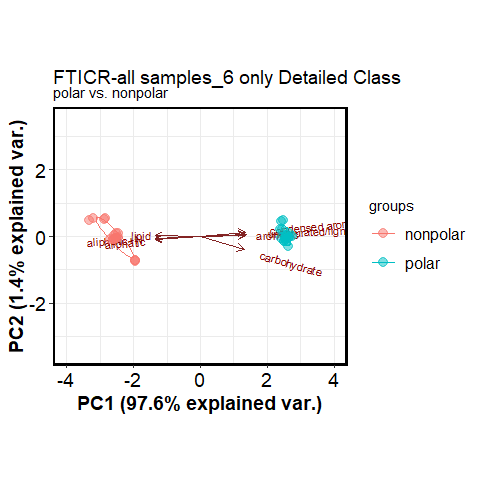 FTICR-all samples_6 only Detailed Class
polar vs. nonpolar
PC2 (1.4% explained var.)
2
0
-2
lipid
carbohydrate
-4
-2
0
2
4
PC1 (97.6% explained var.)
groups
nonpolar
polar